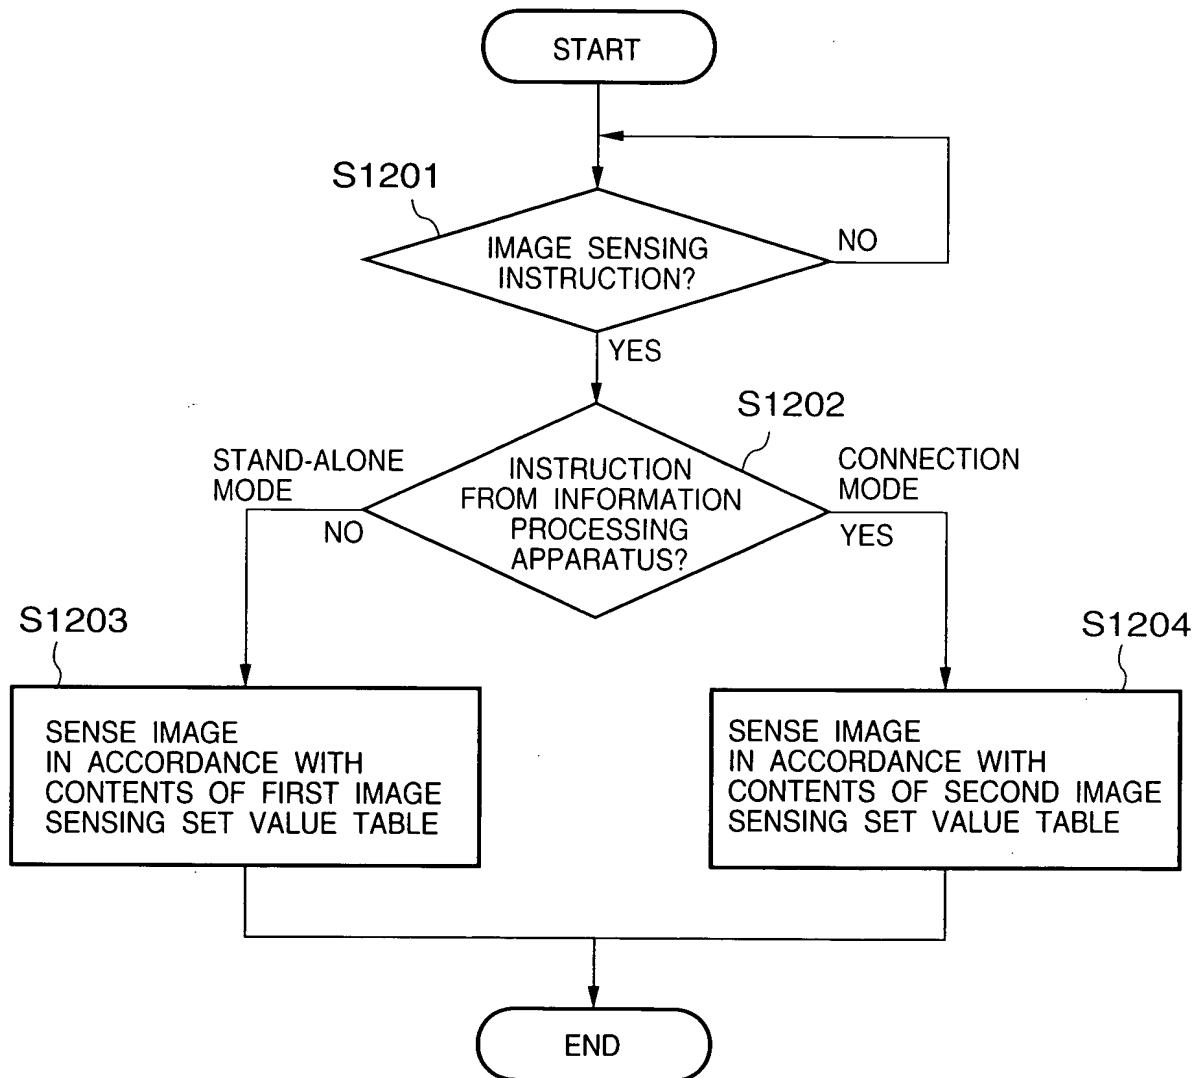 START
S1201
IMAGE SENSING
INSTRUCTION?
NO
YES
S1202
STAND-ALONE
MODE
NO
INSTRUCTION
FROM INFORMATION
PROCESSING
APPARATUS?
CONNECTION
MODE
YES
S1203
SENSE IMAGE
IN ACCORDANCE WITH
CONTENTS OF FIRST IMAGE
SENSING SET VALUE TABLE
S1204
SENSE IMAGE
IN ACCORDANCE WITH
CONTENTS OF SECOND IMAGE
SENSING SET VALUE TABLE
END